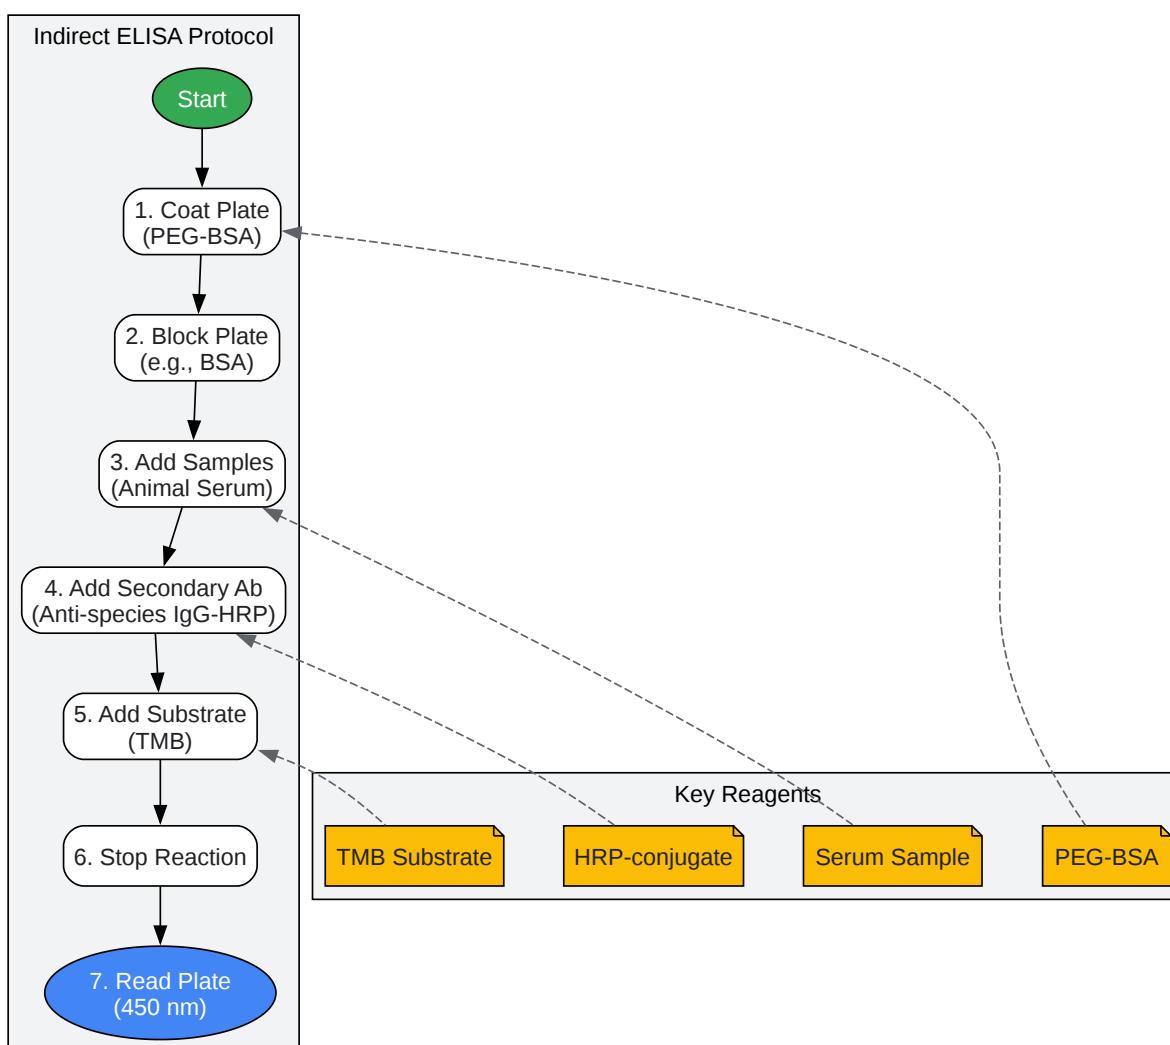 Indirect ELISA Protocol
Start
1. Coat Plate
(PEG-BSA)
2. Block Plate
(e.g., BSA)
3. Add Samples
(Animal Serum)
4. Add Secondary Ab
(Anti-species IgG-HRP)
5. Add Substrate
(TMB)
6. Stop Reaction
7. Read Plate
(450 nm)
Key Reagents
TMB Substrate
HRP-conjugate
Serum Sample
PEG-BSA